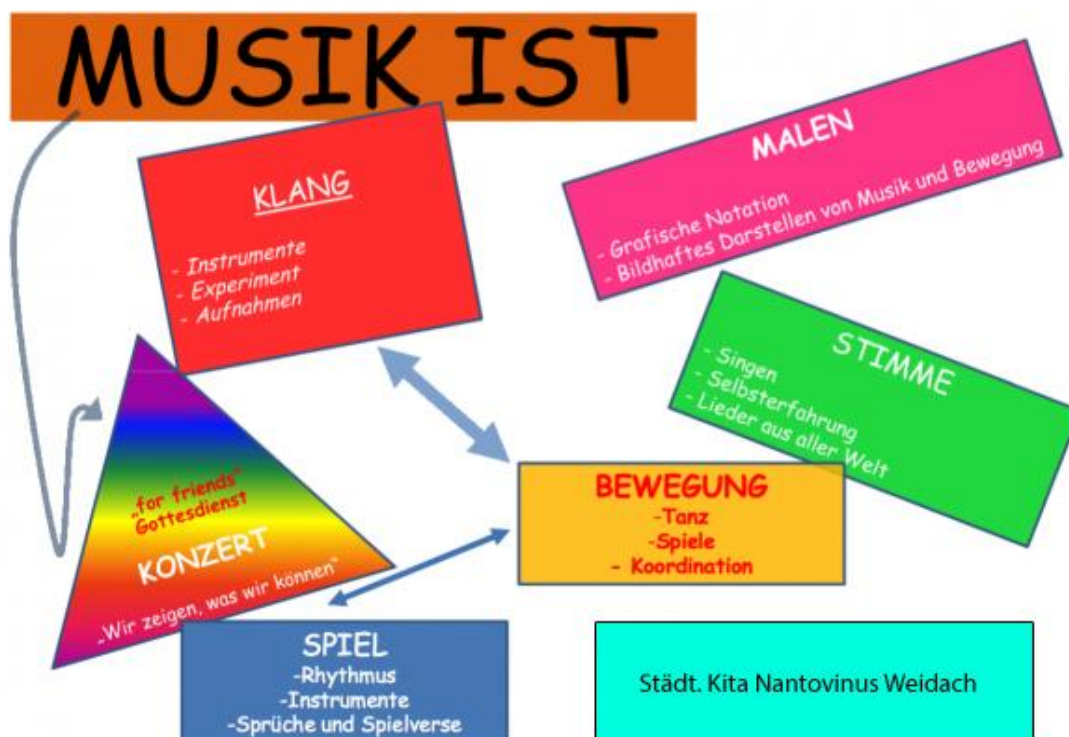 MUSIK IST
KLANG
- Instrumente
- Experiment
- Aufnahmen
MALEN
- Grafische Notation
- Bildhaftes Darstellen von Musik und Bewegung
STIMME
- Singen
- Selbsterfahrung
- Lieder aus aller Welt
„for friends“
Gottesdienst
KONZERT
„Wir zeigen, was wir können“
BEWEGUNG
-Tanz
-Spiele
- Koordination
SPIEL
-Rhythmus
-Instrumente
-Sprüche und Spielverse
Städt. Kita Nantovinus Weidach